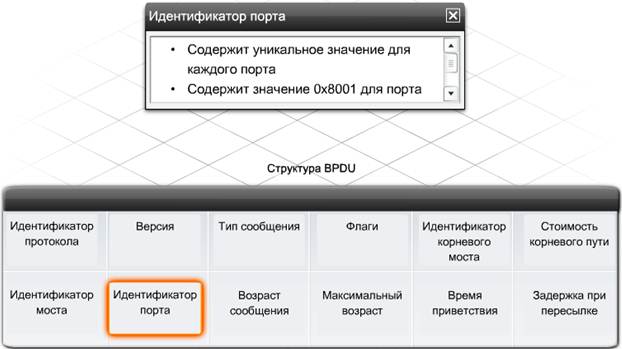 Идентификатор порта
• Содержит уникальное значение для
каждого порта
• Содержит значение 0x8001 для порта
Структура BPDU
Идентификатор
протокола
Версия
Тип сообщения
Флаги
Идентификатор
корневого
моста
Стоимость
корневого пути
Идентификатор
моста
Идентификатор
порта
Возраст
сообщения
Максимальный
возраст
Время
приветствия
Задержка при
пересылке